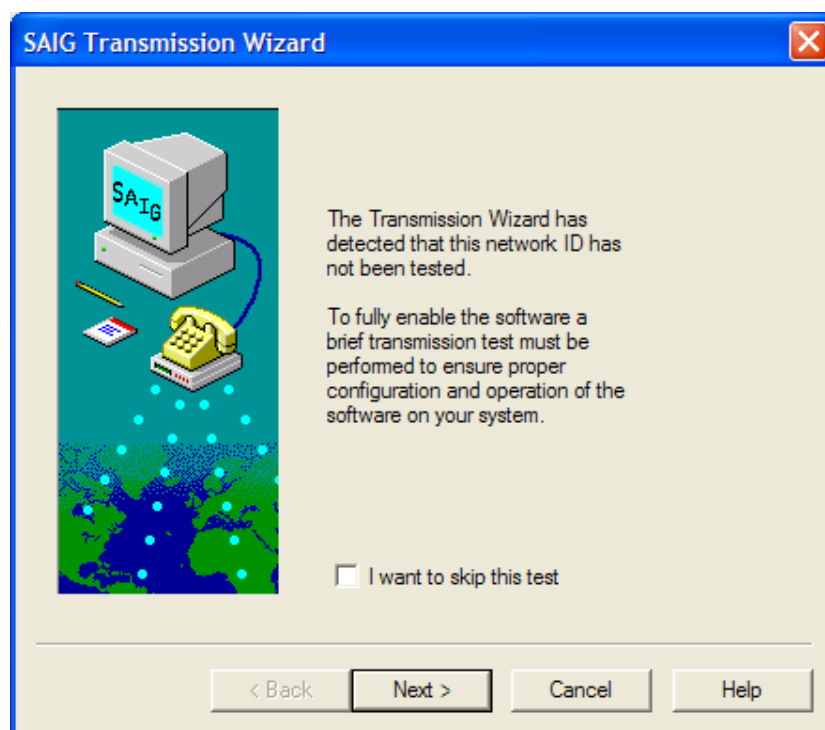 SAIG Transmission Wizard
SAIG
The Transmission Wizard has
detected that this network ID has
not been tested.
To fully enable the software a
brief transmission test must be
performed to ensure proper
configuration and operation of the
software on your system.
I want to skip this test
< Back Next > Cancel Help